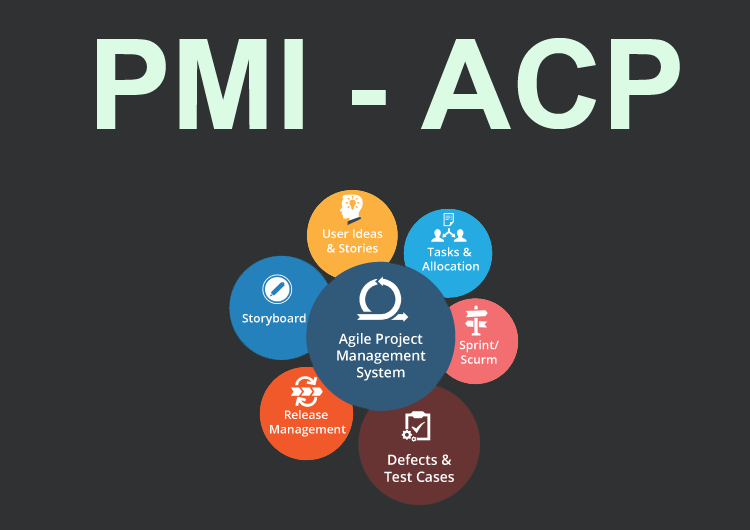 PMI - ACP
User Ideas
& Stories
Tasks &
Allocation
Storyboard
Agile Project
Management
System
Sprint/
Scurm
Release
Management
Defects &
Test Cases